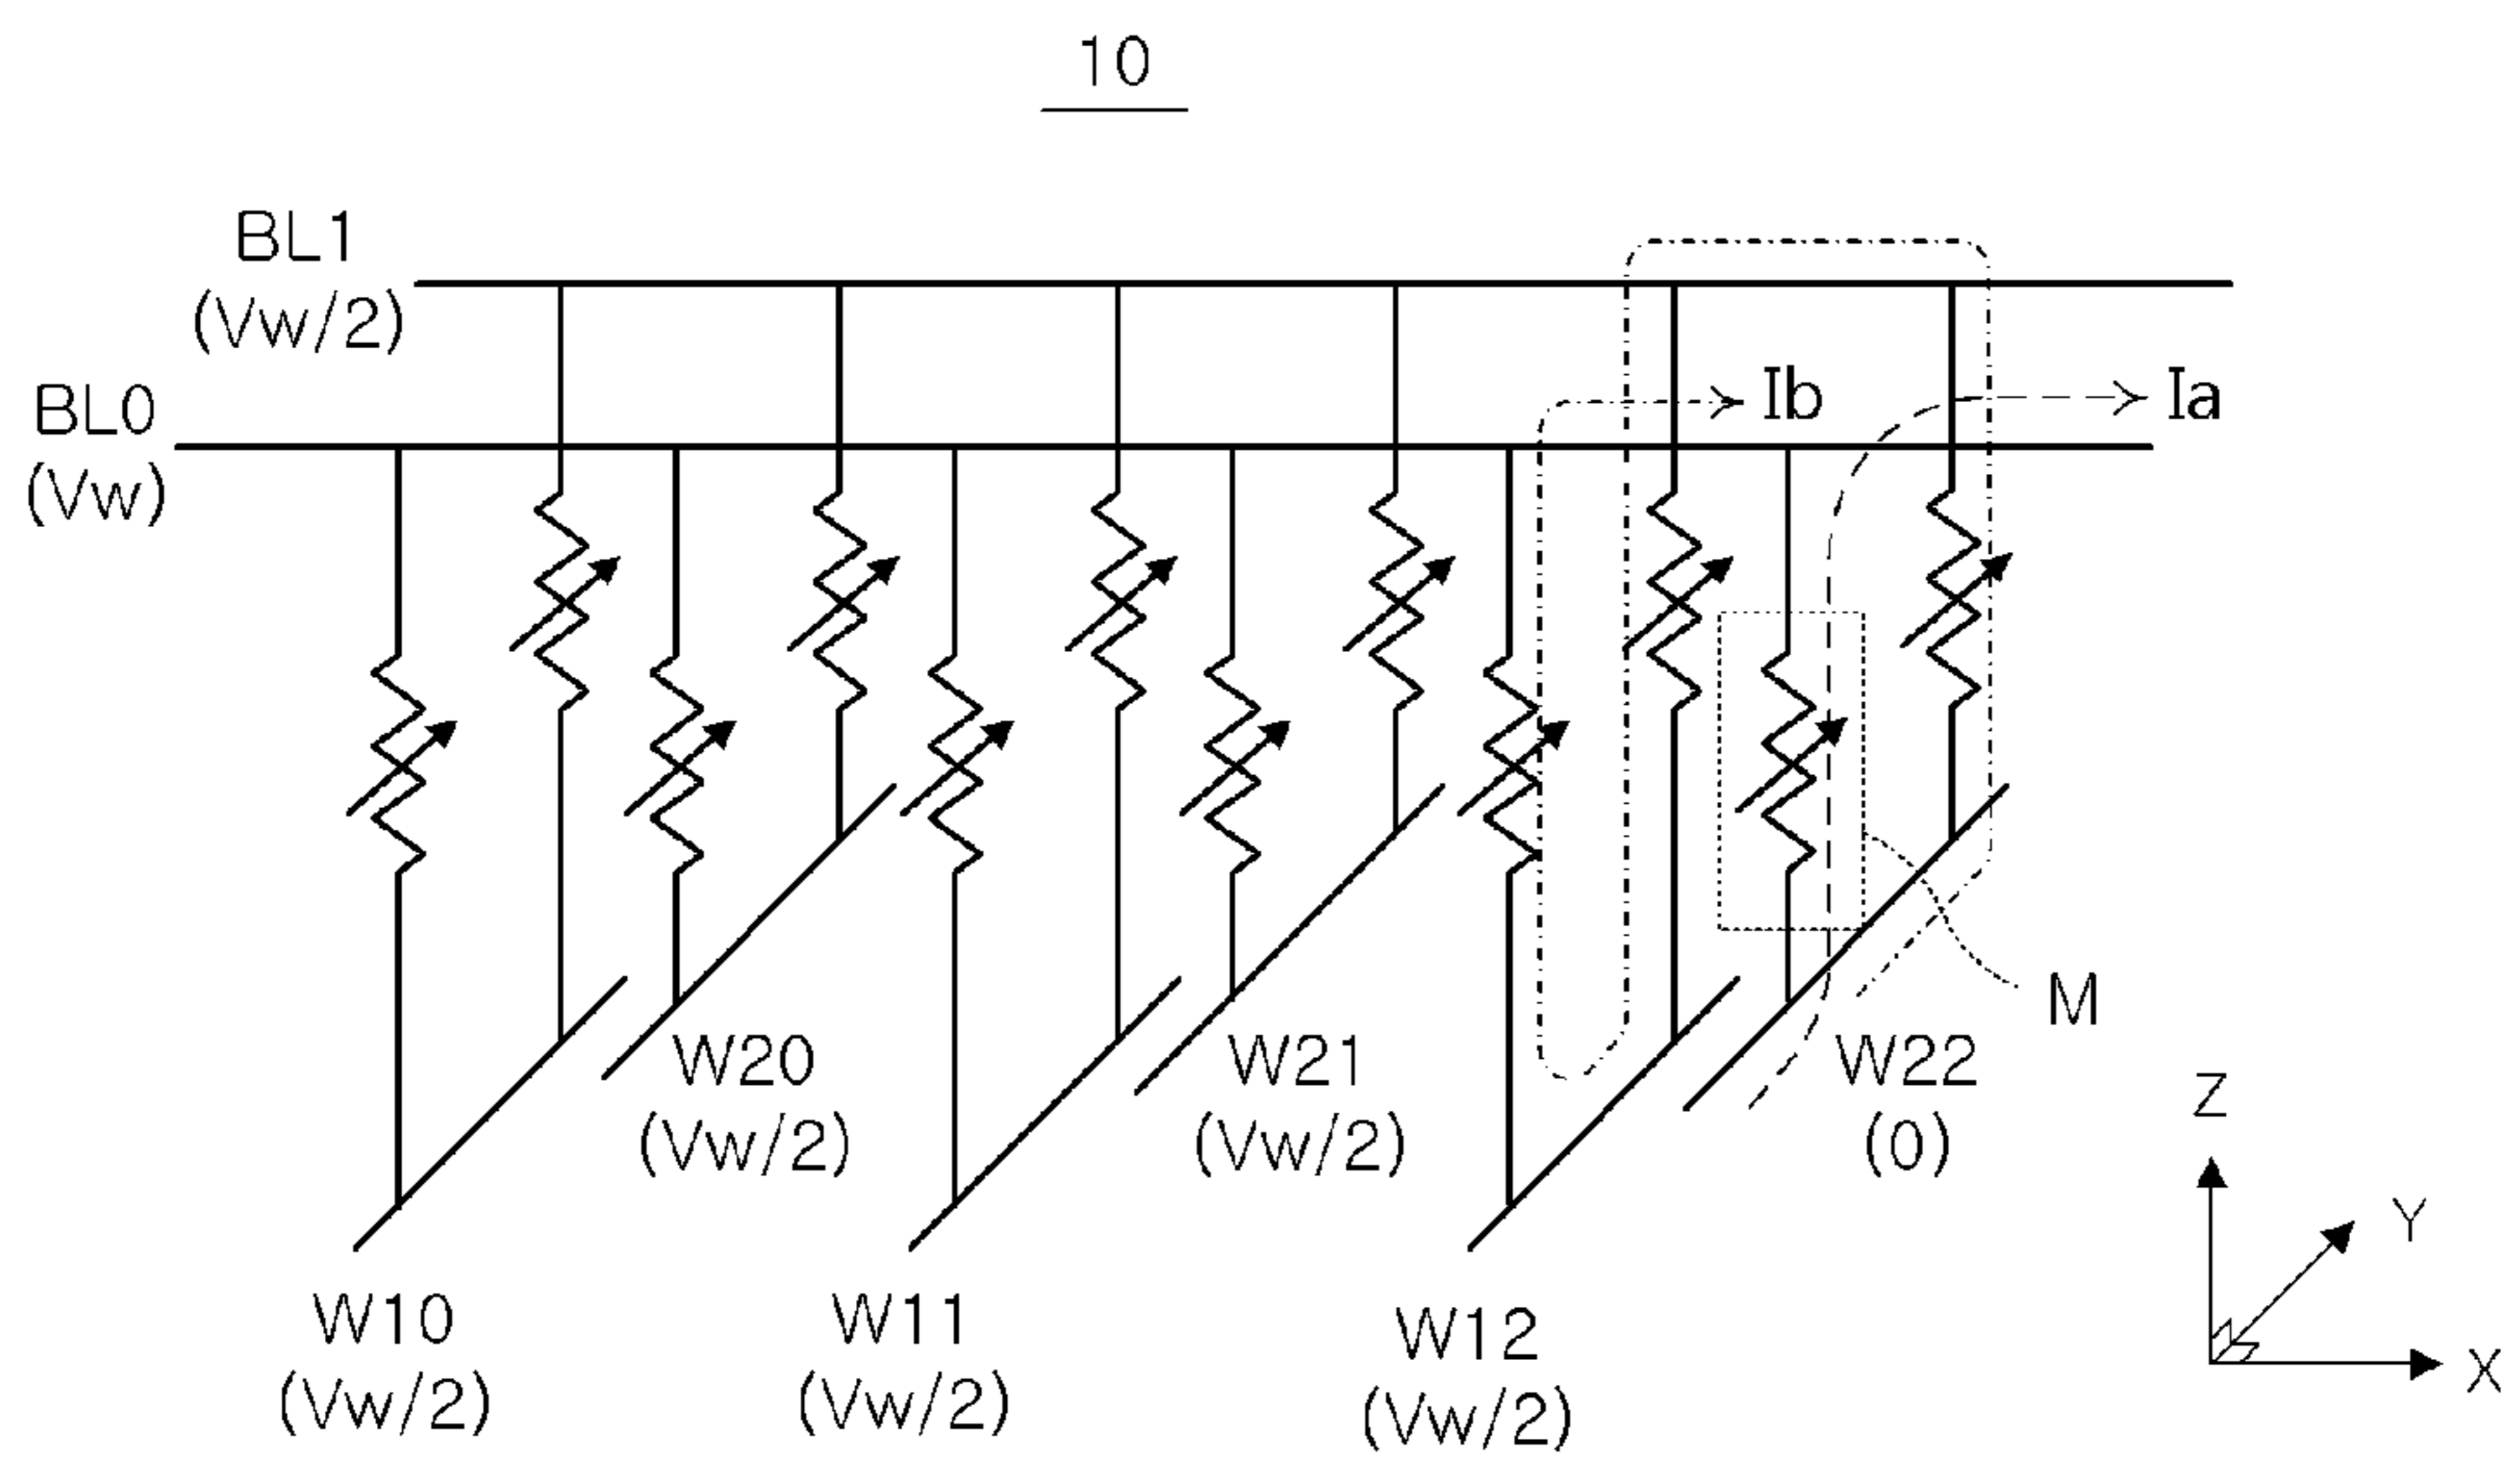 10
BL1
(Vw/2)
BL0
(Vw)
Ib
Ia
M
W20
(Vw/2)
W21
(Vw/2)
W22
(0)
W10
(Vw/2)
W11
(Vw/2)
W12
(Vw/2)
Z
Y
X